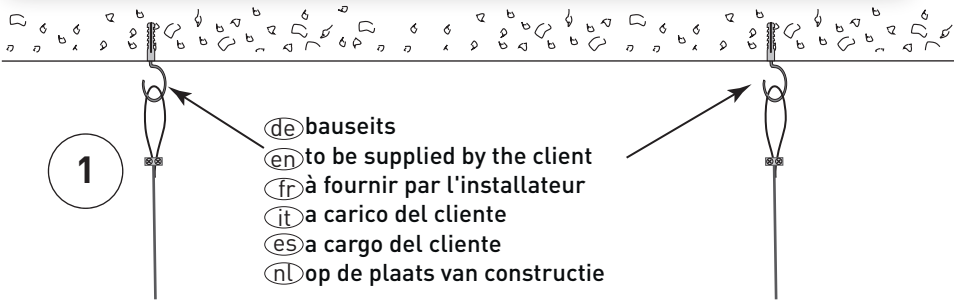 de bauseits
en to be supplied by the client
1
fr à fournir par l'installateur
it a carico del cliente
es a cargo del cliente
nl op de plaats van constructie